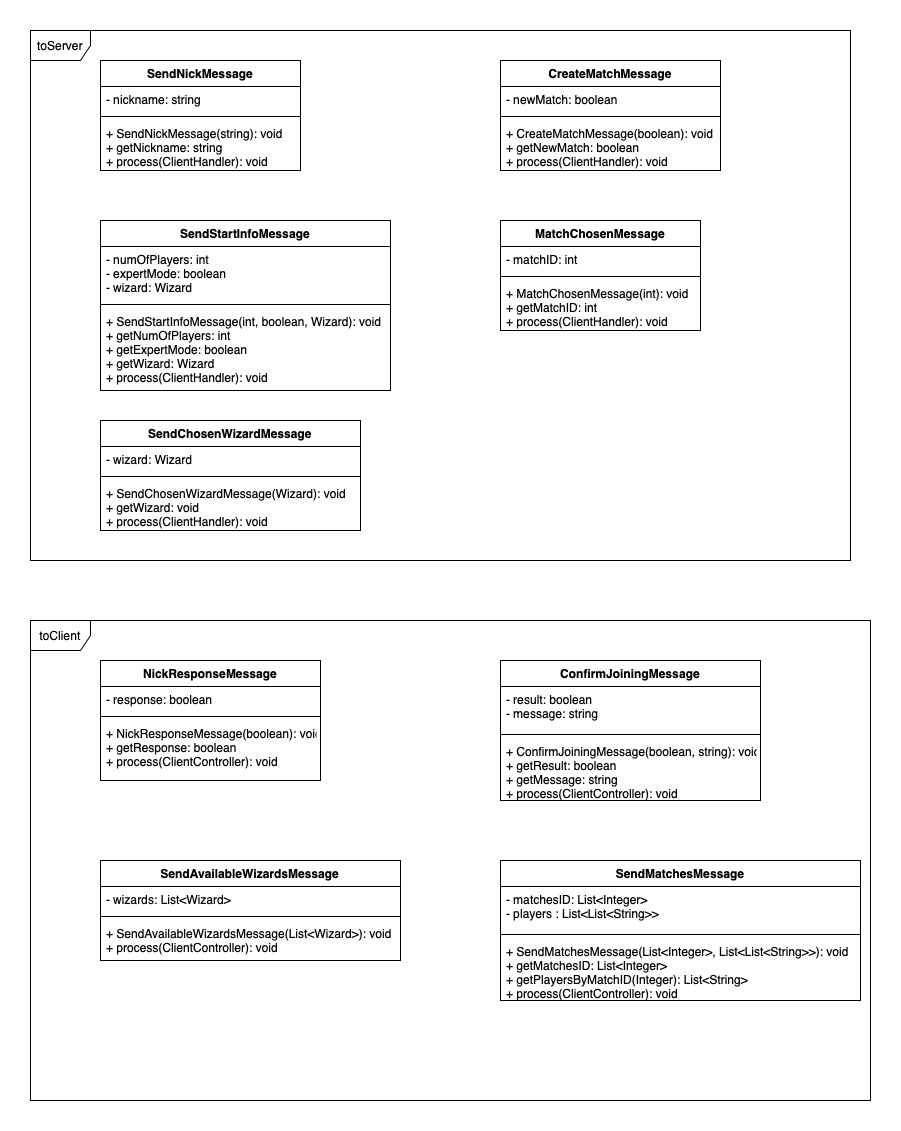 toServer
SendNickMessage
- nickname: string
+ SendNickMessage(string): void
+ getNickname: string
+ process(ClientHandler): void
CreateMatchMessage
- newMatch: boolean
+ CreateMatchMessage(boolean): void
+ getNewMatch: boolean
+ process(ClientHandler): void
SendStartInfoMessage
- numOfPlayers: int
- expertMode: boolean
- wizard: Wizard
+ SendStartInfoMessage(int, boolean, Wizard): void
+ getNumOfPlayers: int
+ getExpertMode: boolean
+ getWizard: Wizard
+ process(ClientHandler): void
MatchChosenMessage
- matchID: int
+ MatchChosenMessage(int): void
+ getMatchID: int
+ process(ClientHandler): void
SendChosenWizardMessage
- wizard: Wizard
+ SendChosenWizardMessage(Wizard): void
+ getWizard: void
+ process(ClientHandler): void
toClient
NickResponseMessage
- response: boolean
+ NickResponseMessage(boolean): void
+ getResponse: boolean
+ process(ClientController): void
ConfirmJoiningMessage
- result: boolean
- message: string
+ ConfirmJoiningMessage(boolean, string): void
+ getResult: boolean
+ getMessage: string
+ process(ClientController): void
SendAvailableWizardsMessage
- wizards: List<Wizard>
+ SendAvailableWizardsMessage(List<Wizard>): void
+ process(ClientController): void
SendMatchesMessage
- matchesID: List<Integer>
- players : List<List<String>>
+ SendMatchesMessage(List<Integer>, List<List<String>>): void
+ getMatchesID: List<Integer>
+ getPlayersByMatchID(Integer): List<String>
+ process(ClientController): void